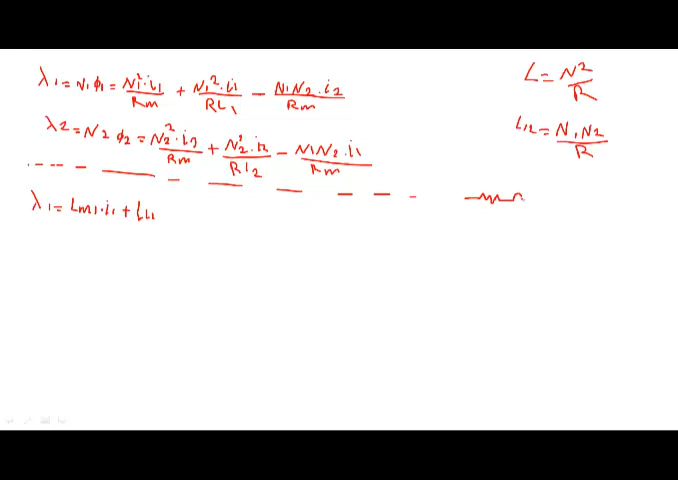 λ1 = N1 ϕ1 = N1²·i1/Rm + N1²·i1/RL1 − N1N2·i2/Rm
L = N²/R
λ2 = N2 ϕ2 = N2²·i2/Rm + N2²·i2/Rl2 − N1N2·i1/Rm
L12 = N1N2/R
λ1 = Lm1·i1 + Ll1